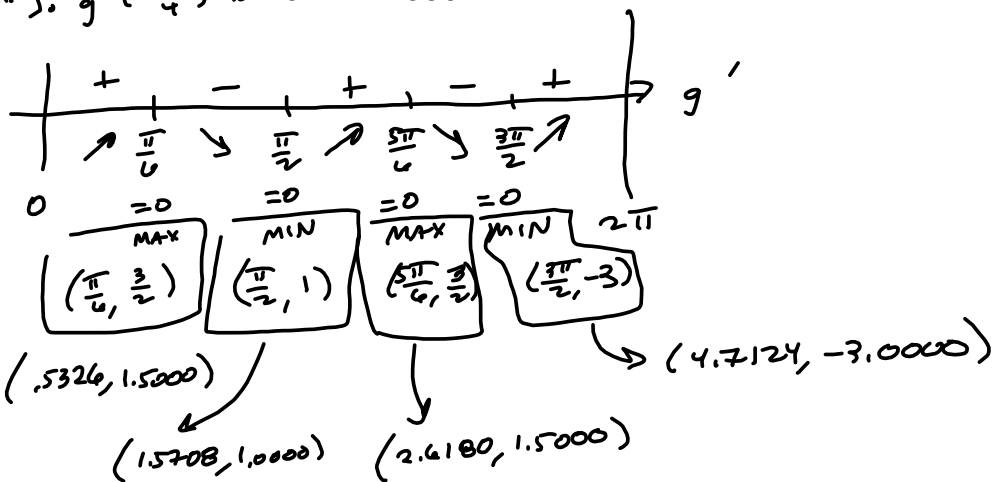 + − + − + g'
π/6 π/2 5π/6 3π/2
0 =0 =0 =0 =0 2π
MAX MIN MAX MIN
(π/6, 3/2) (π/2, 1) (5π/6, 3/2) (3π/2, -3)
(.5326, 1.5000) (4.7124, -3.0000)
(1.5708, 1.0000) (2.6180, 1.5000)